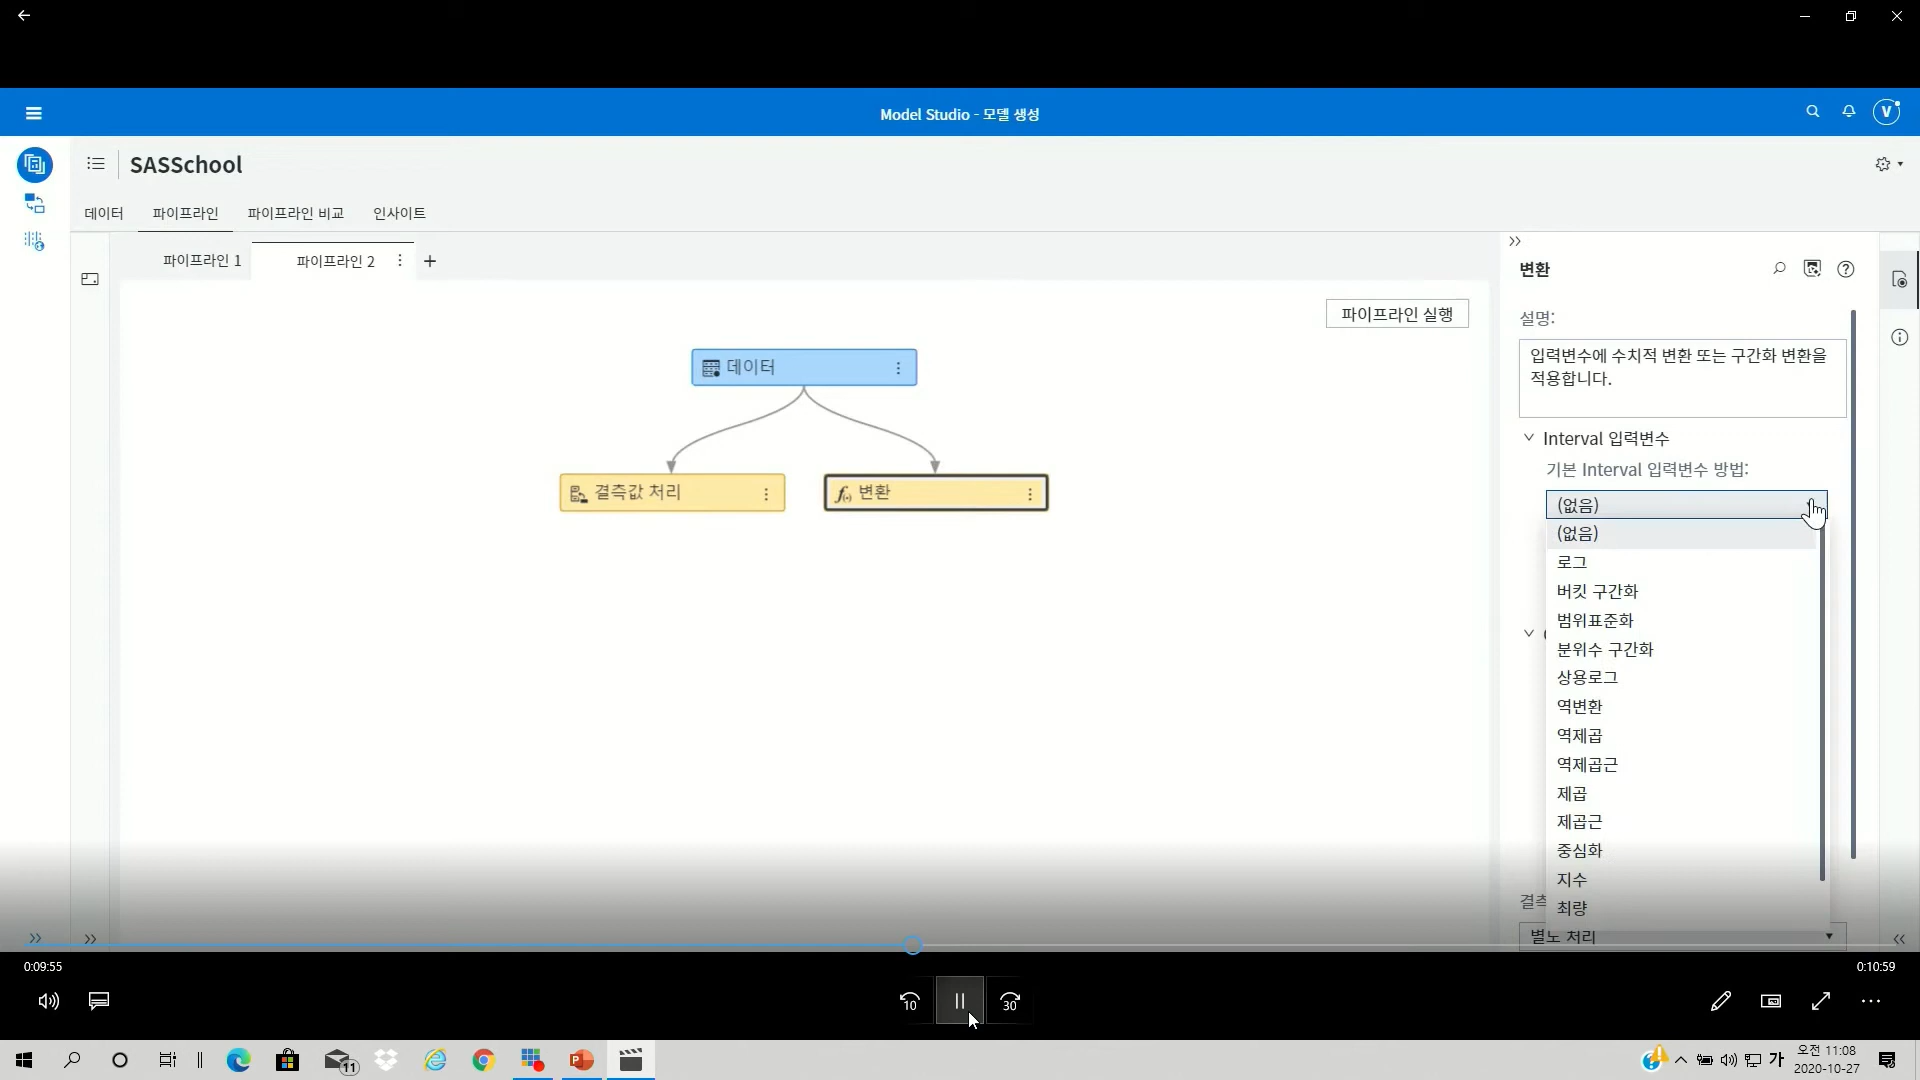 Model Studio - 모델 생성
V
SASSchool
데이터
파이프라인
파이프라인 비교
인사이트
파이프라인 1
파이프라인 2
파이프라인 실행
데이터
결측값 처리
변환
변환
설명:
입력변수에 수치적 변환 또는 구간화 변환을
적용합니다.
Interval 입력변수
기본 Interval 입력변수 방법:
(없음)
(없음)
로그
버킷 구간화
범위표준화
분위수 구간화
상용로그
역변환
역제곱
역제곱근
제곱
제곱근
중심화
지수
최량
별도 처리
0:09:55
0:10:59
10
30
11
가
오전 11:08
2020-10-27